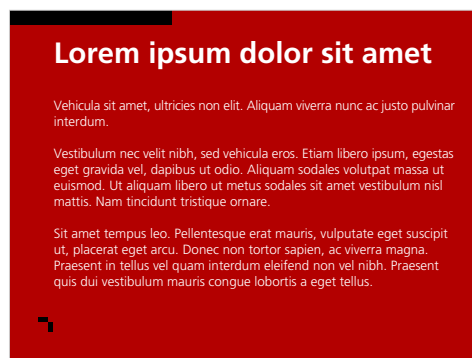 Lorem ipsum dolor sit amet
Vehicula sit amet, ultricies non elit. Aliquam viverra nunc ac justo pulvinar
interdum.
Vestibulum nec velit nibh, sed vehicula eros. Etiam libero ipsum, egestas
eget gravida vel, dapibus ut odio. Aliquam sodales volutpat massa ut
euismod. Ut aliquam libero ut metus sodales sit amet vestibulum nisl
mattis. Nam tincidunt tristique ornare.
Sit amet tempus leo. Pellentesque erat mauris, vulputate eget suscipit
ut, placerat eget arcu. Donec non tortor sapien, ac viverra magna.
Praesent in tellus vel quam interdum eleifend non vel nibh. Praesent
quis dui vestibulum mauris congue lobortis a eget tellus.